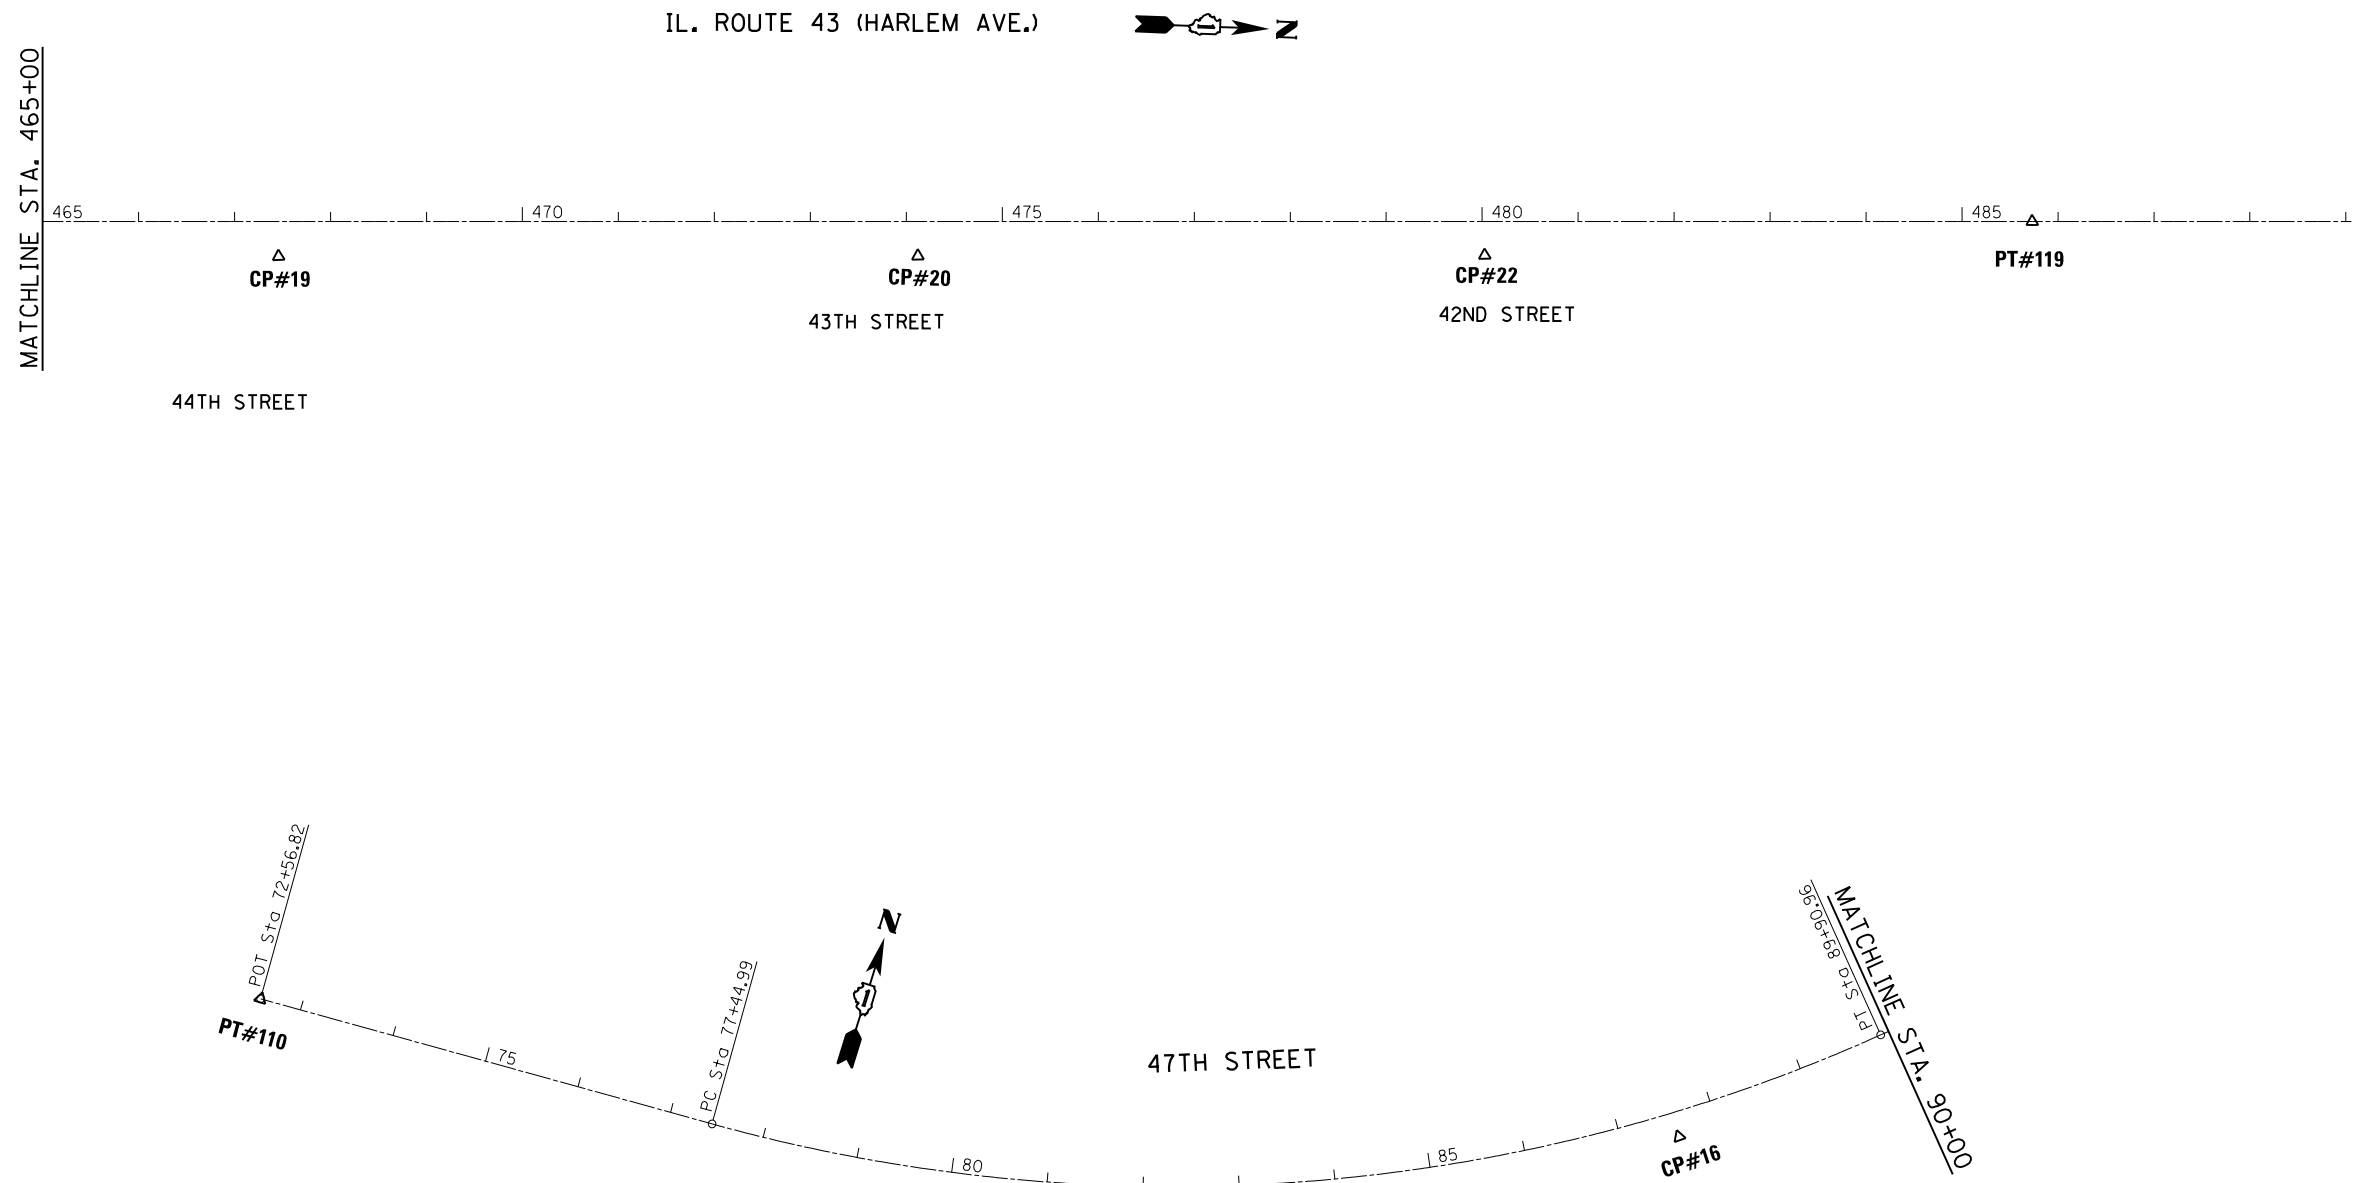 IL. ROUTE 43 (HARLEM AVE.)
N
MATCHLINE STA. 465+00
465
470
475
480
485
CP#19
CP#20
CP#22
PT#119
43TH STREET
42ND STREET
44TH STREET
POT Sta 72+56.82
PT#110
75
PC Sta 77+44.99
N
47TH STREET
80
85
CP#16
PT Sta 89+90.96
MATCHLINE STA. 90+00